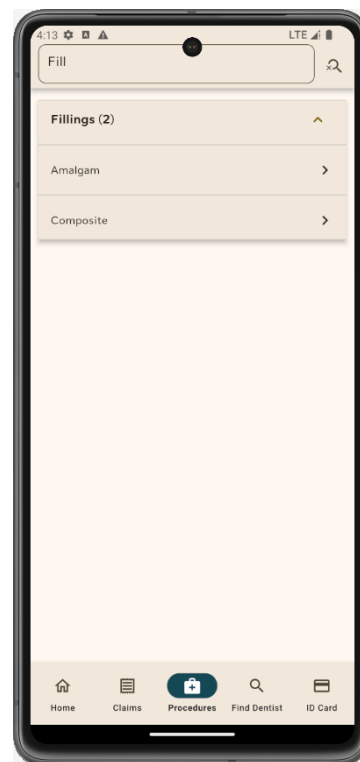 4:13 LTE
Fill
Fillings (2)
Amalgam
Composite
Home Claims Procedures Find Dentist ID Card